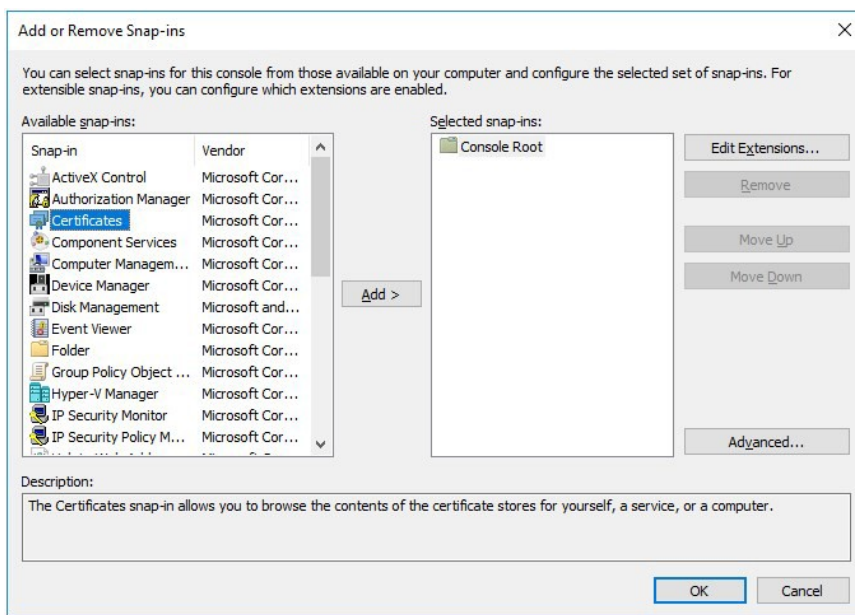 Add or Remove Snap-ins
You can select snap-ins for this console from those available on your computer and configure the selected set of snap-ins. For
extensible snap-ins, you can configure which extensions are enabled.
Available snap-ins:
Snap-in Vendor
ActiveX Control Microsoft Cor...
Authorization Manager Microsoft Cor...
Certificates Microsoft Cor...
Component Services Microsoft Cor...
Computer Managem... Microsoft Cor...
Device Manager Microsoft Cor...
Disk Management Microsoft and...
Event Viewer Microsoft Cor...
Folder Microsoft Cor...
Group Policy Object ... Microsoft Cor...
Hyper-V Manager Microsoft Cor...
IP Security Monitor Microsoft Cor...
IP Security Policy M... Microsoft Cor...
Add >
Selected snap-ins:
Console Root
Edit Extensions...
Remove
Move Up
Move Down
Advanced...
Description:
The Certificates snap-in allows you to browse the contents of the certificate stores for yourself, a service, or a computer.
OK
Cancel